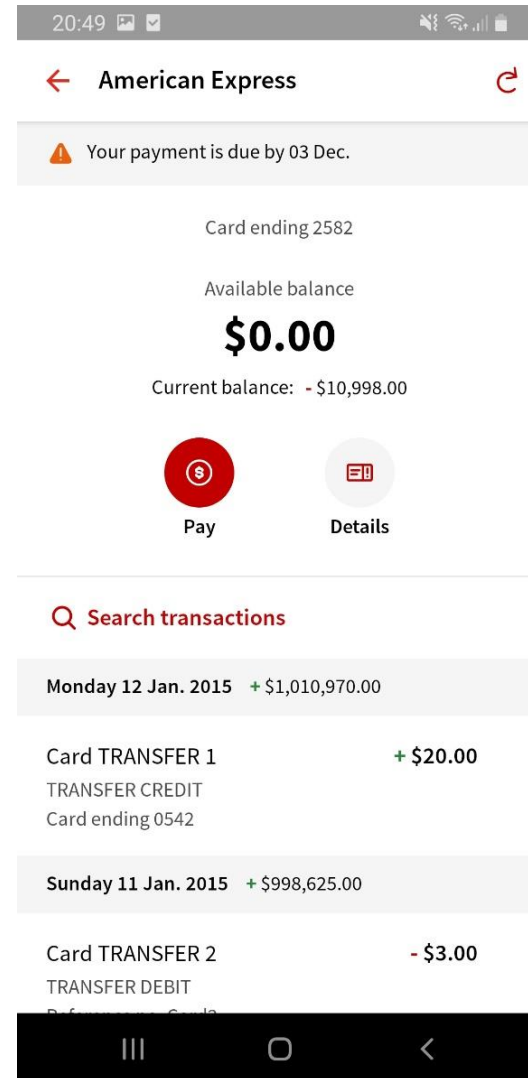 20:49
American Express
Your payment is due by 03 Dec.
Card ending 2582
Available balance
$0.00
Current balance: - $10,998.00
Pay
Details
Search transactions
Monday 12 Jan. 2015 + $1,010,970.00
Card TRANSFER 1 + $20.00
TRANSFER CREDIT
Card ending 0542
Sunday 11 Jan. 2015 + $998,625.00
Card TRANSFER 2 - $3.00
TRANSFER DEBIT